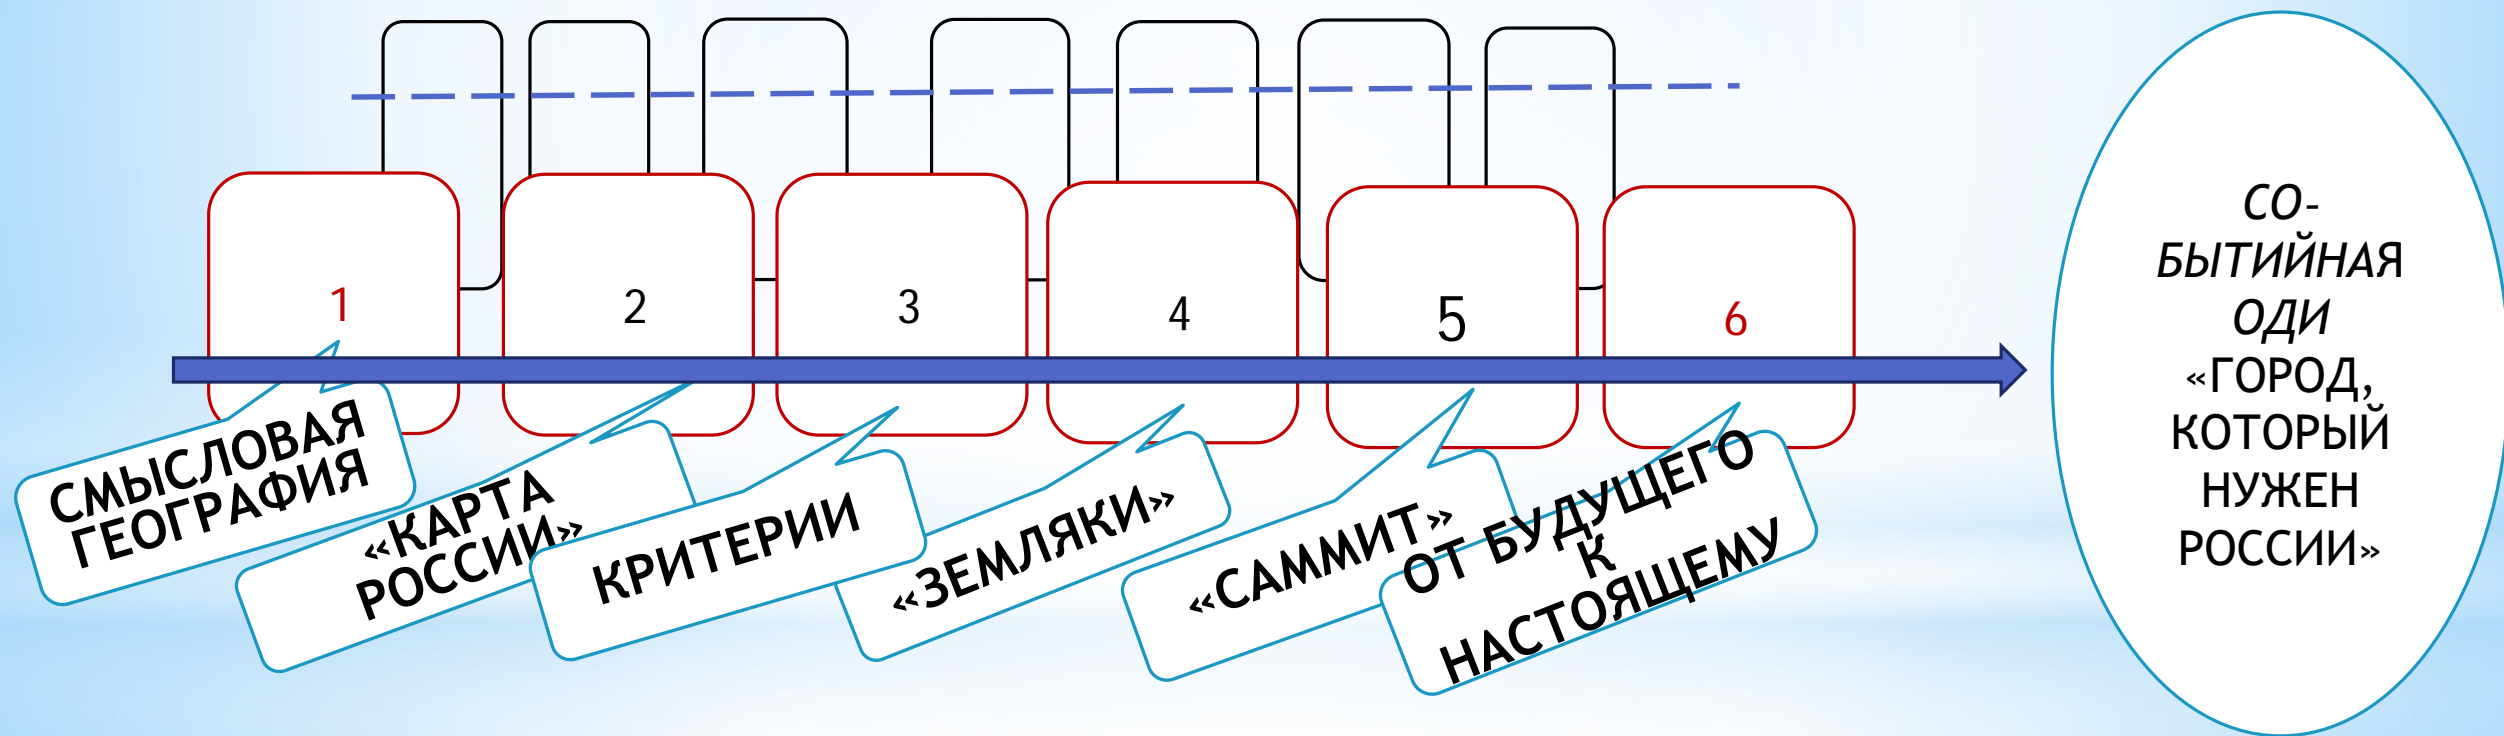 1
2
3
4
5
6
СМЫСЛОВАЯ
ГЕОГРАФИЯ
«КАРТА
РОССИИ»
КРИТЕРИИ
«ЗЕМЛЯКИ»
«САММИТ»
ОТ БУДУЩЕГО
К
НАСТОЯЩЕМУ
СО-
БЫТИЙНАЯ
ОДИ
«ГОРОД,
КОТОРЫЙ
НУЖЕН
РОССИИ»